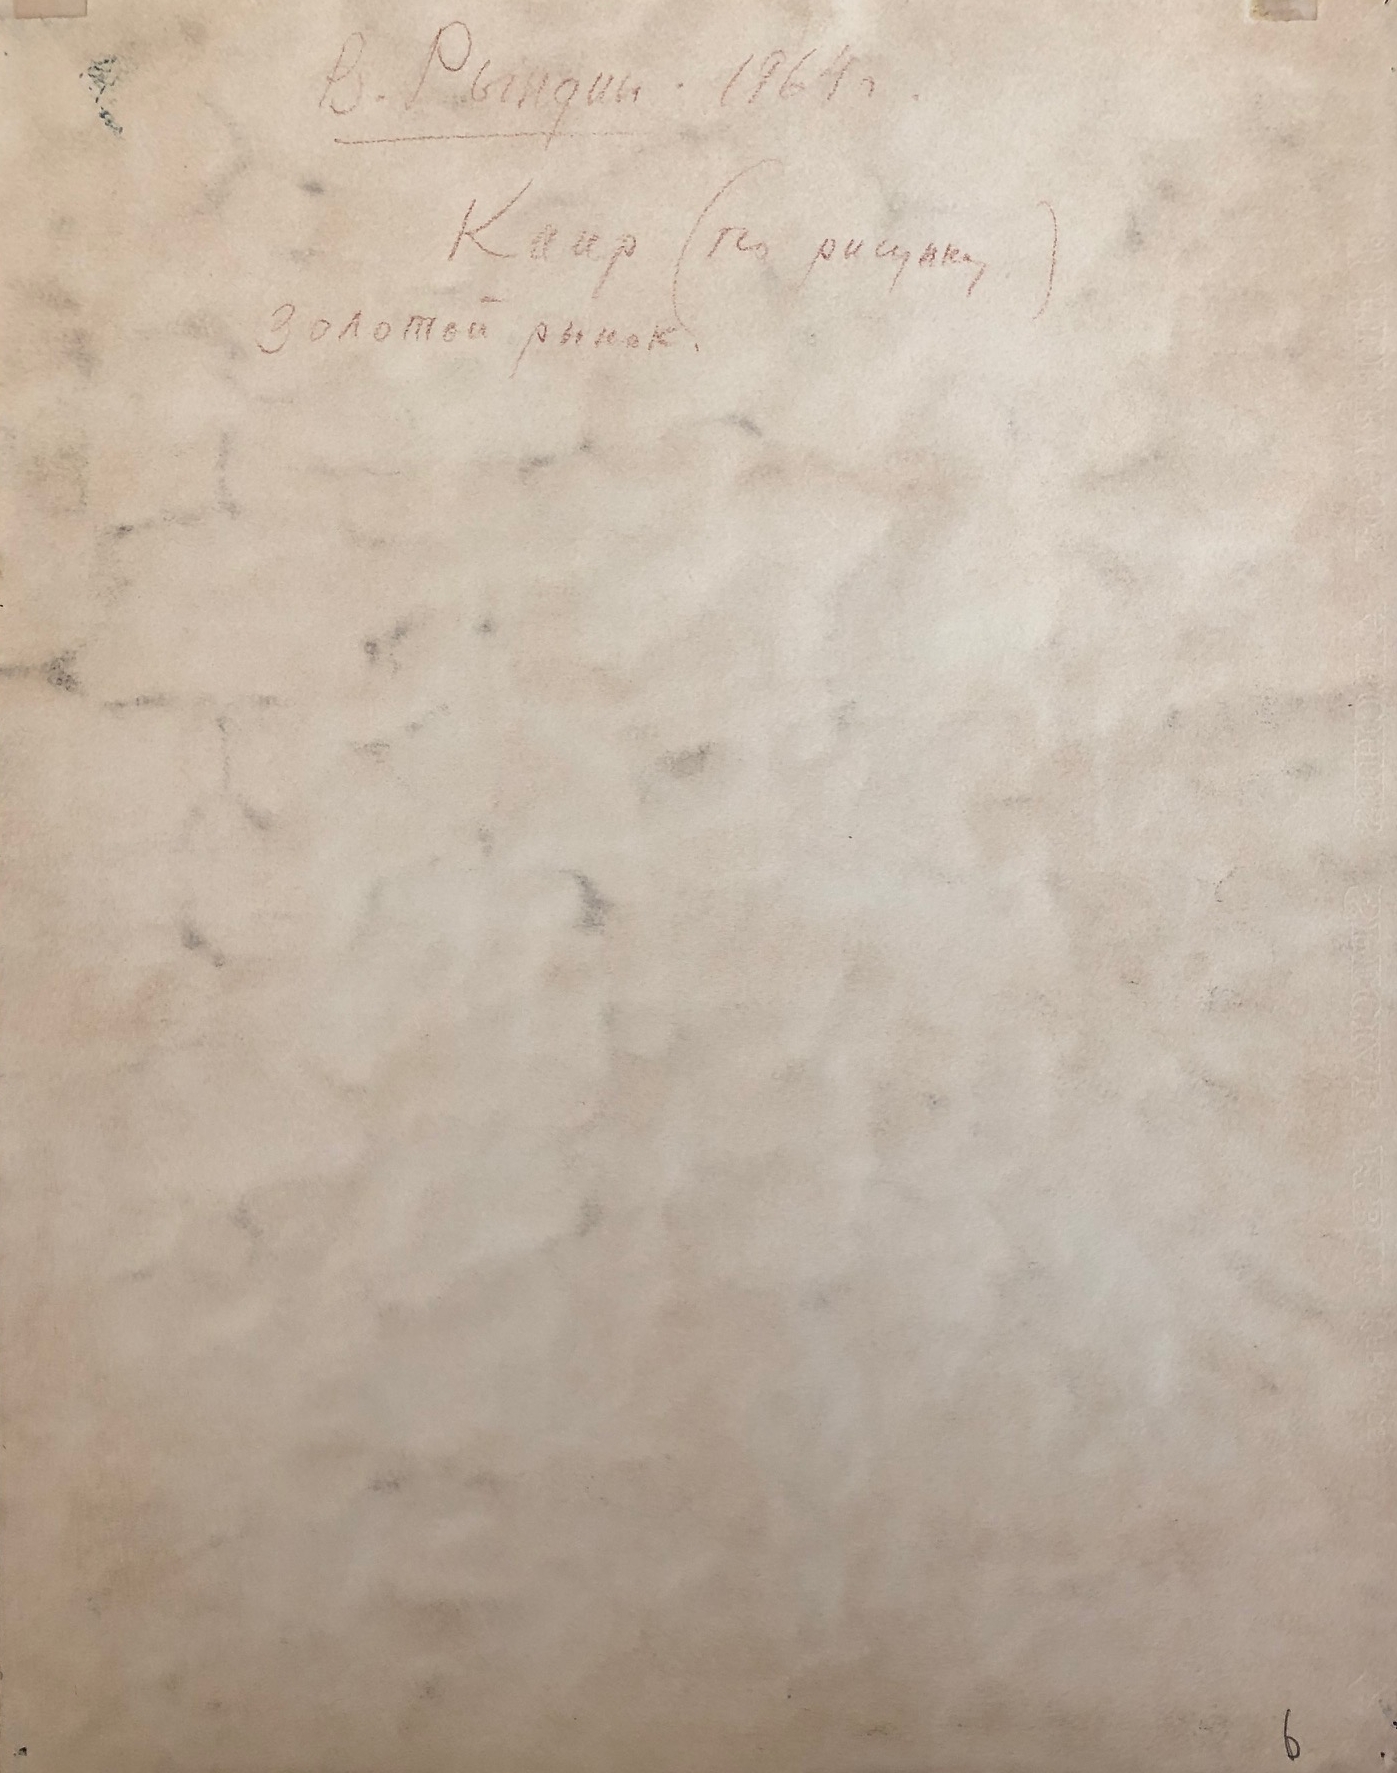 В. Рындин. 1964 г.
Каир (по рисунку.)
Золотой рынок.
6